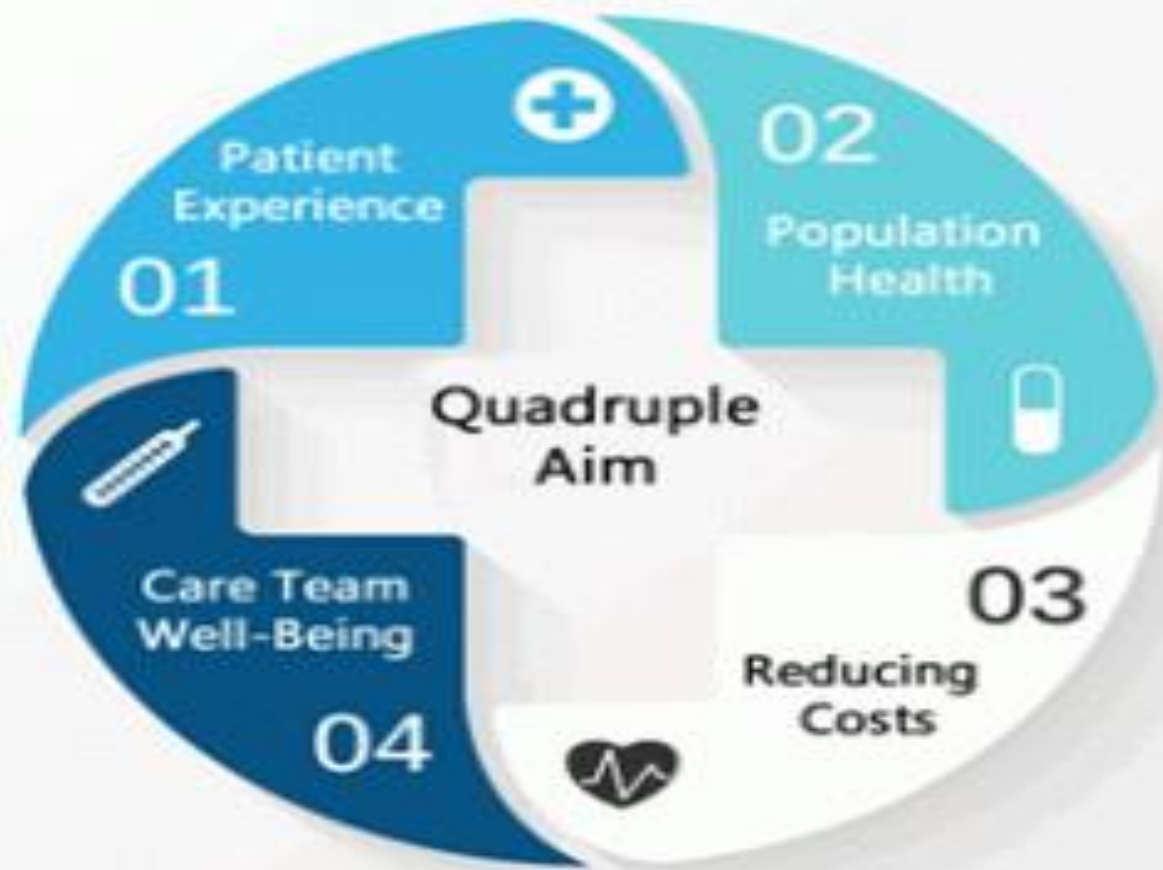 Patient
Experience
01
02
Population
Health
Quadruple
Aim
03
Reducing
Costs
Care Team
Well-Being
04